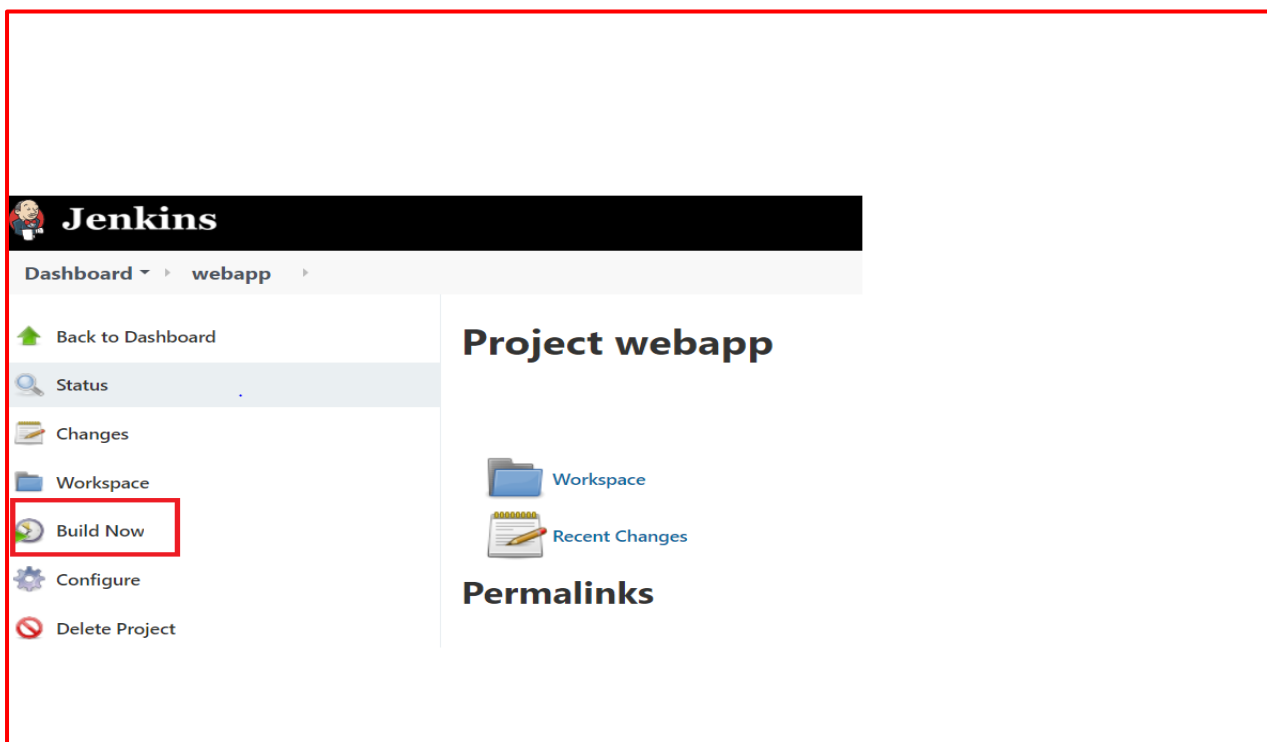 Jenkins
Dashboard webapp
Back to Dashboard
Status
Changes
Workspace
Build Now
Configure
Delete Project
Project webapp
Workspace
Recent Changes
Permalinks